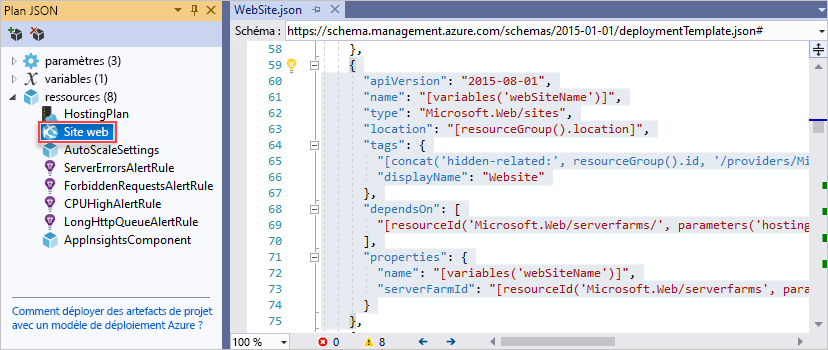 Plan JSON
paramètres (3)
variables (1)
ressources (8)
HostingPlan
Site web
AutoScaleSettings
ServerErrorsAlertRule
ForbiddenRequestsAlertRule
CPUHighAlertRule
LongHttpQueueAlertRule
AppInsightsComponent
Comment déployer des artefacts de projet
avec un modèle de déploiement Azure ?
WebSite.json
Schéma : https://schema.management.azure.com/schemas/2015-01-01/deploymentTemplate.json#
58 },
59 {
60 "apiVersion": "2015-08-01",
61 "name": "[variables('webSiteName')]",
62 "type": "Microsoft.Web/sites",
63 "location": "[resourceGroup().location]",
64 "tags": {
65 "[concat('hidden-related:', resourceGroup().id, '/providers/Mi
66 "displayName": "Website"
67 },
68 "dependsOn": [
69 "[resourceId('Microsoft.Web/serverfarms/', parameters('hosting
70 ],
71 "properties": {
72 "name": "[variables('webSiteName')]",
73 "serverFarmId": "[resourceId('Microsoft.Web/serverfarms', para
74 }
75 },
100 % 0 8